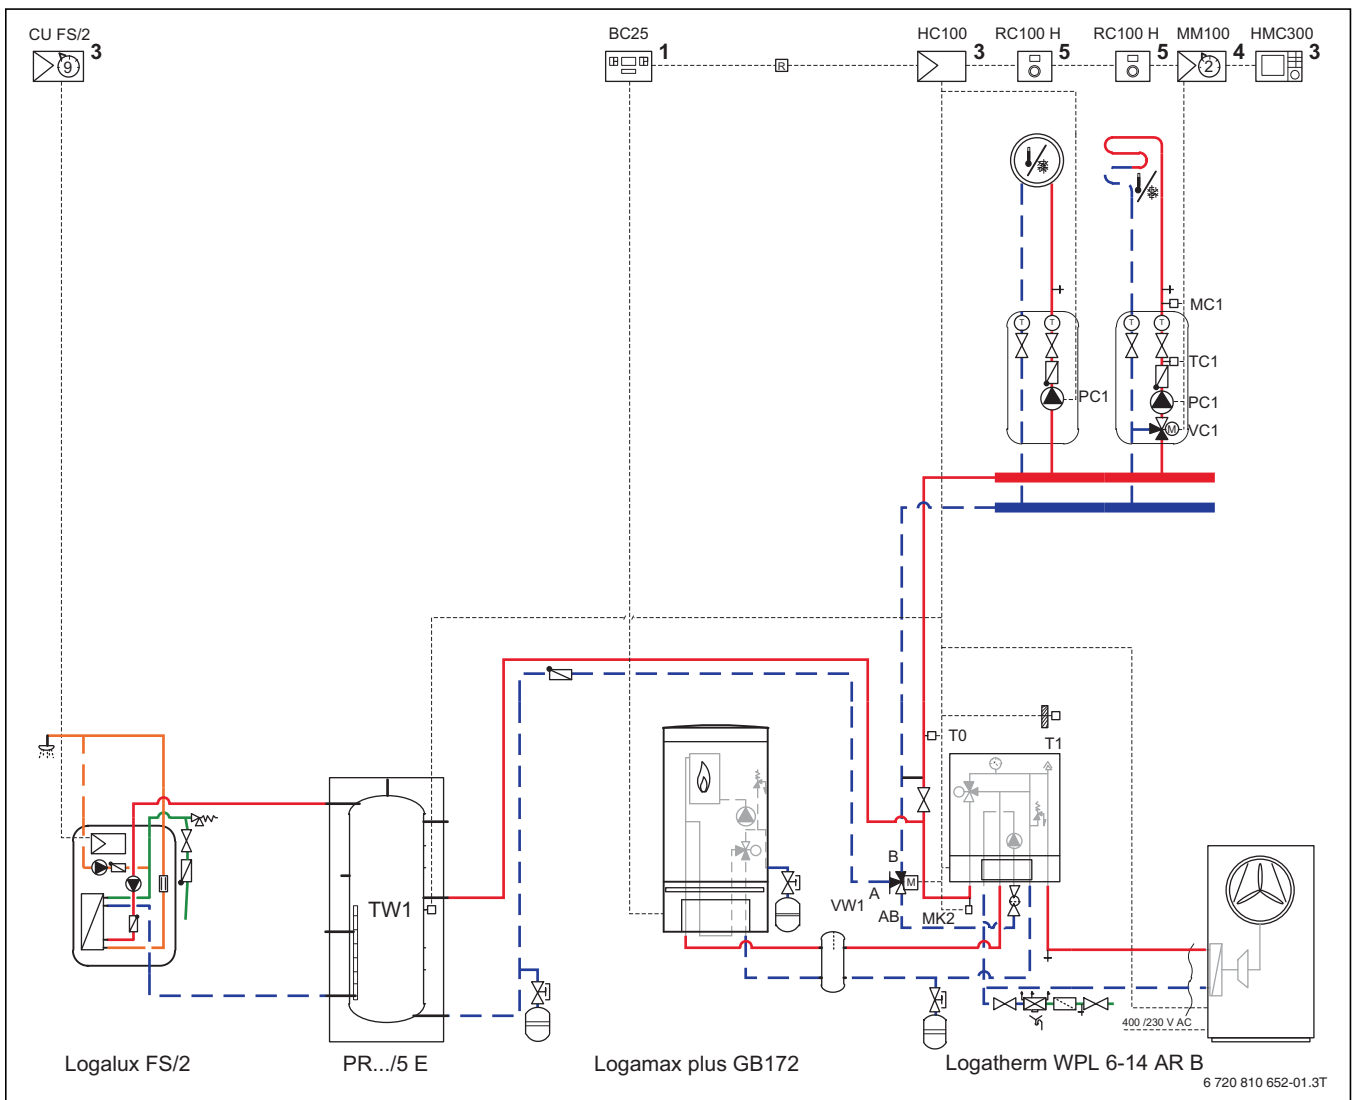 CU FS/2
3
9
BC25
1
R
HC100
3
RC100 H
5
RC100 H
5
MM100
4
2
HMC300
3
MC1
T
T
T
T
TC1
PC1
PC1
M
VC1
T0
T1
B
M
A
VW1
AB
MK2
TW1
400 /230 V AC
Logalux FS/2
PR.../5 E
Logamax plus GB172
Logatherm WPL 6-14 AR B
6 720 810 652-01.3T